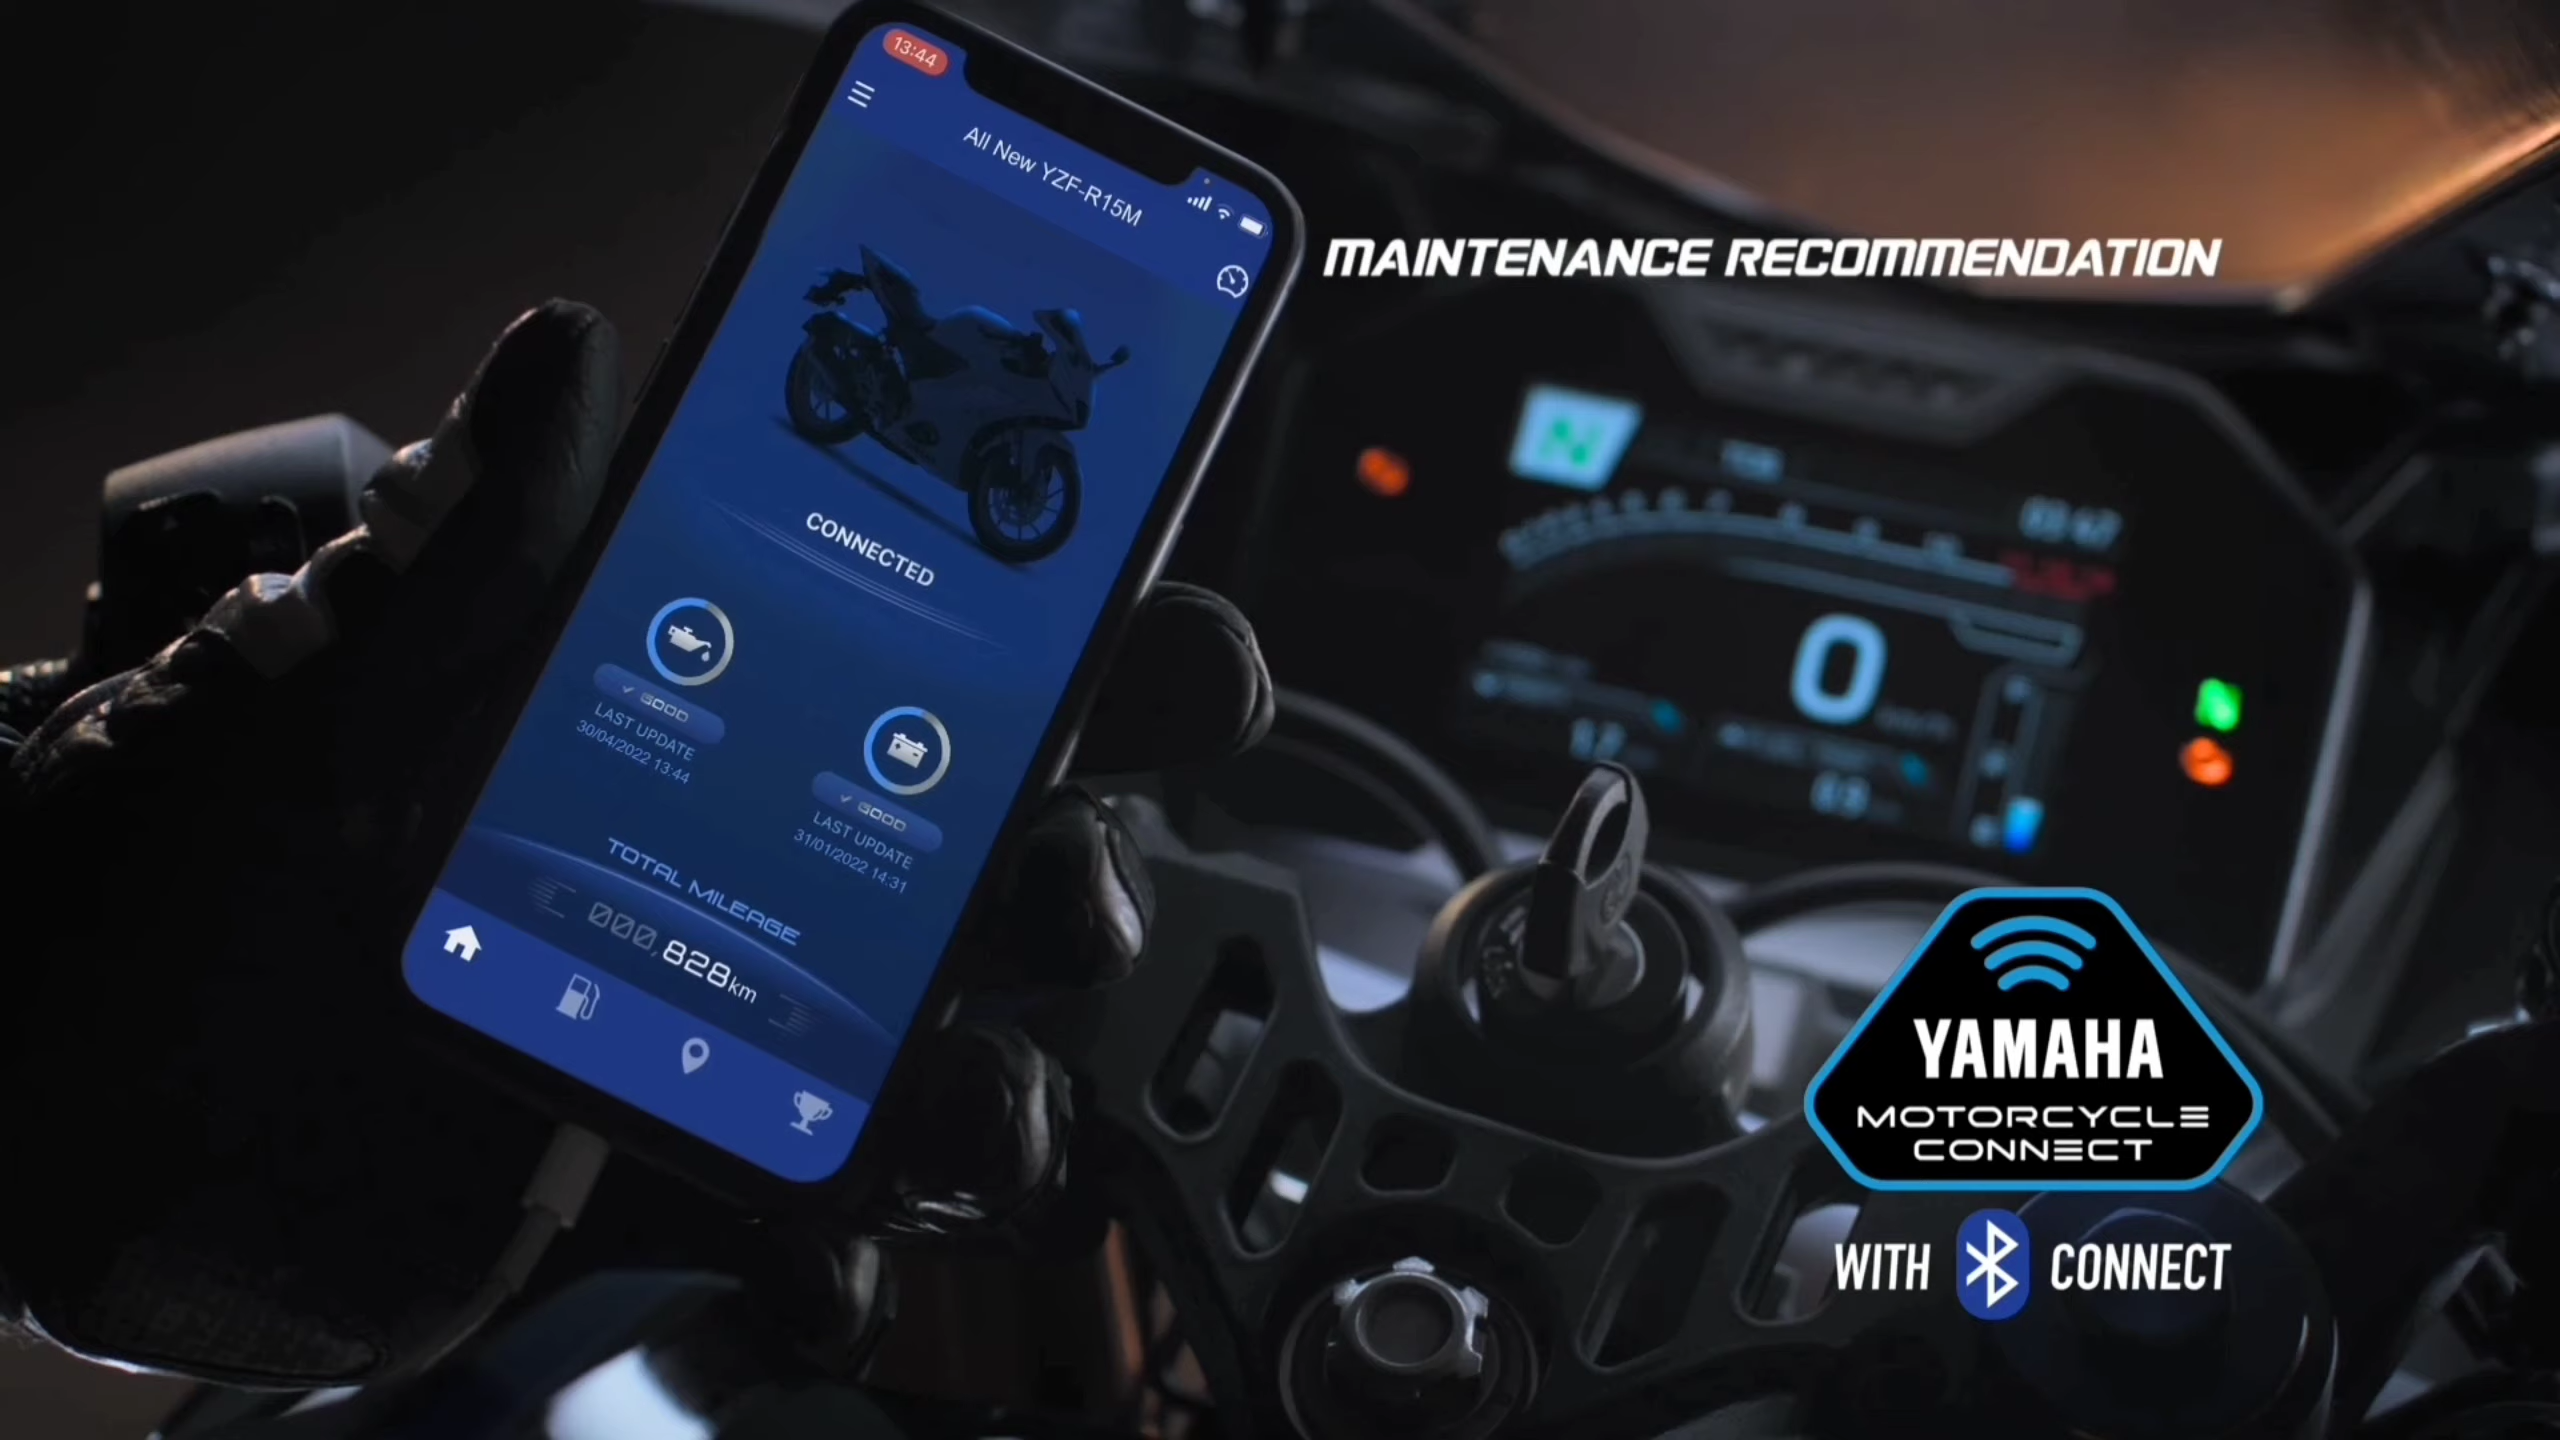 13:44
All New YZF-R15M
CONNECTED
GOOD
LAST UPDATE
30/04/2022 13:44
GOOD
LAST UPDATE
31/01/2022 14:31
TOTAL MILEAGE
000,828km
MAINTENANCE RECOMMENDATION
N
TCS
0
YAMAHA
MOTORCYCLE
CONNECT
WITH CONNECT